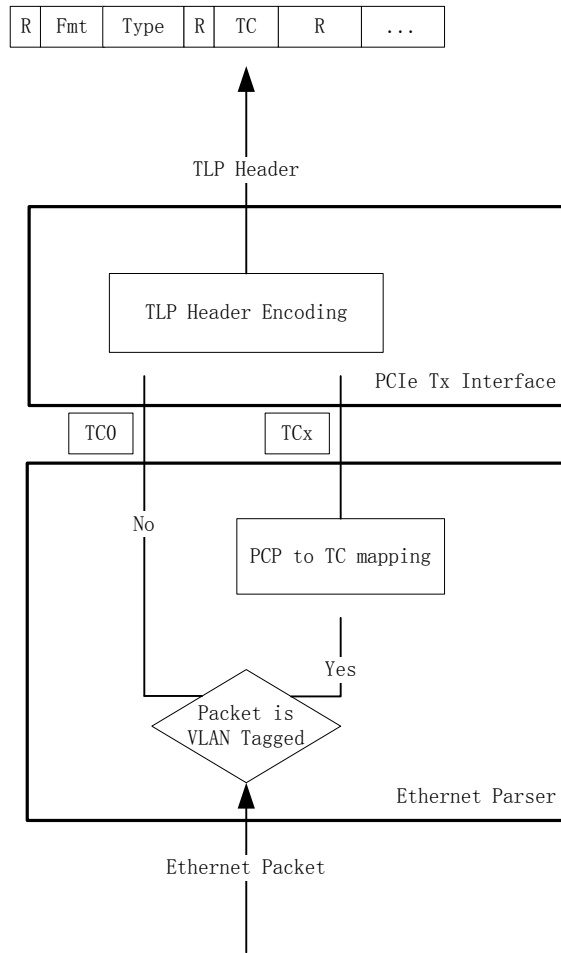 R Fmt Type R TC R ...
TLP Header
TLP Header Encoding
PCIe Tx Interface
TC0 TCx
No
PCP to TC mapping
Yes
Packet is
VLAN Tagged
Ethernet Parser
Ethernet Packet